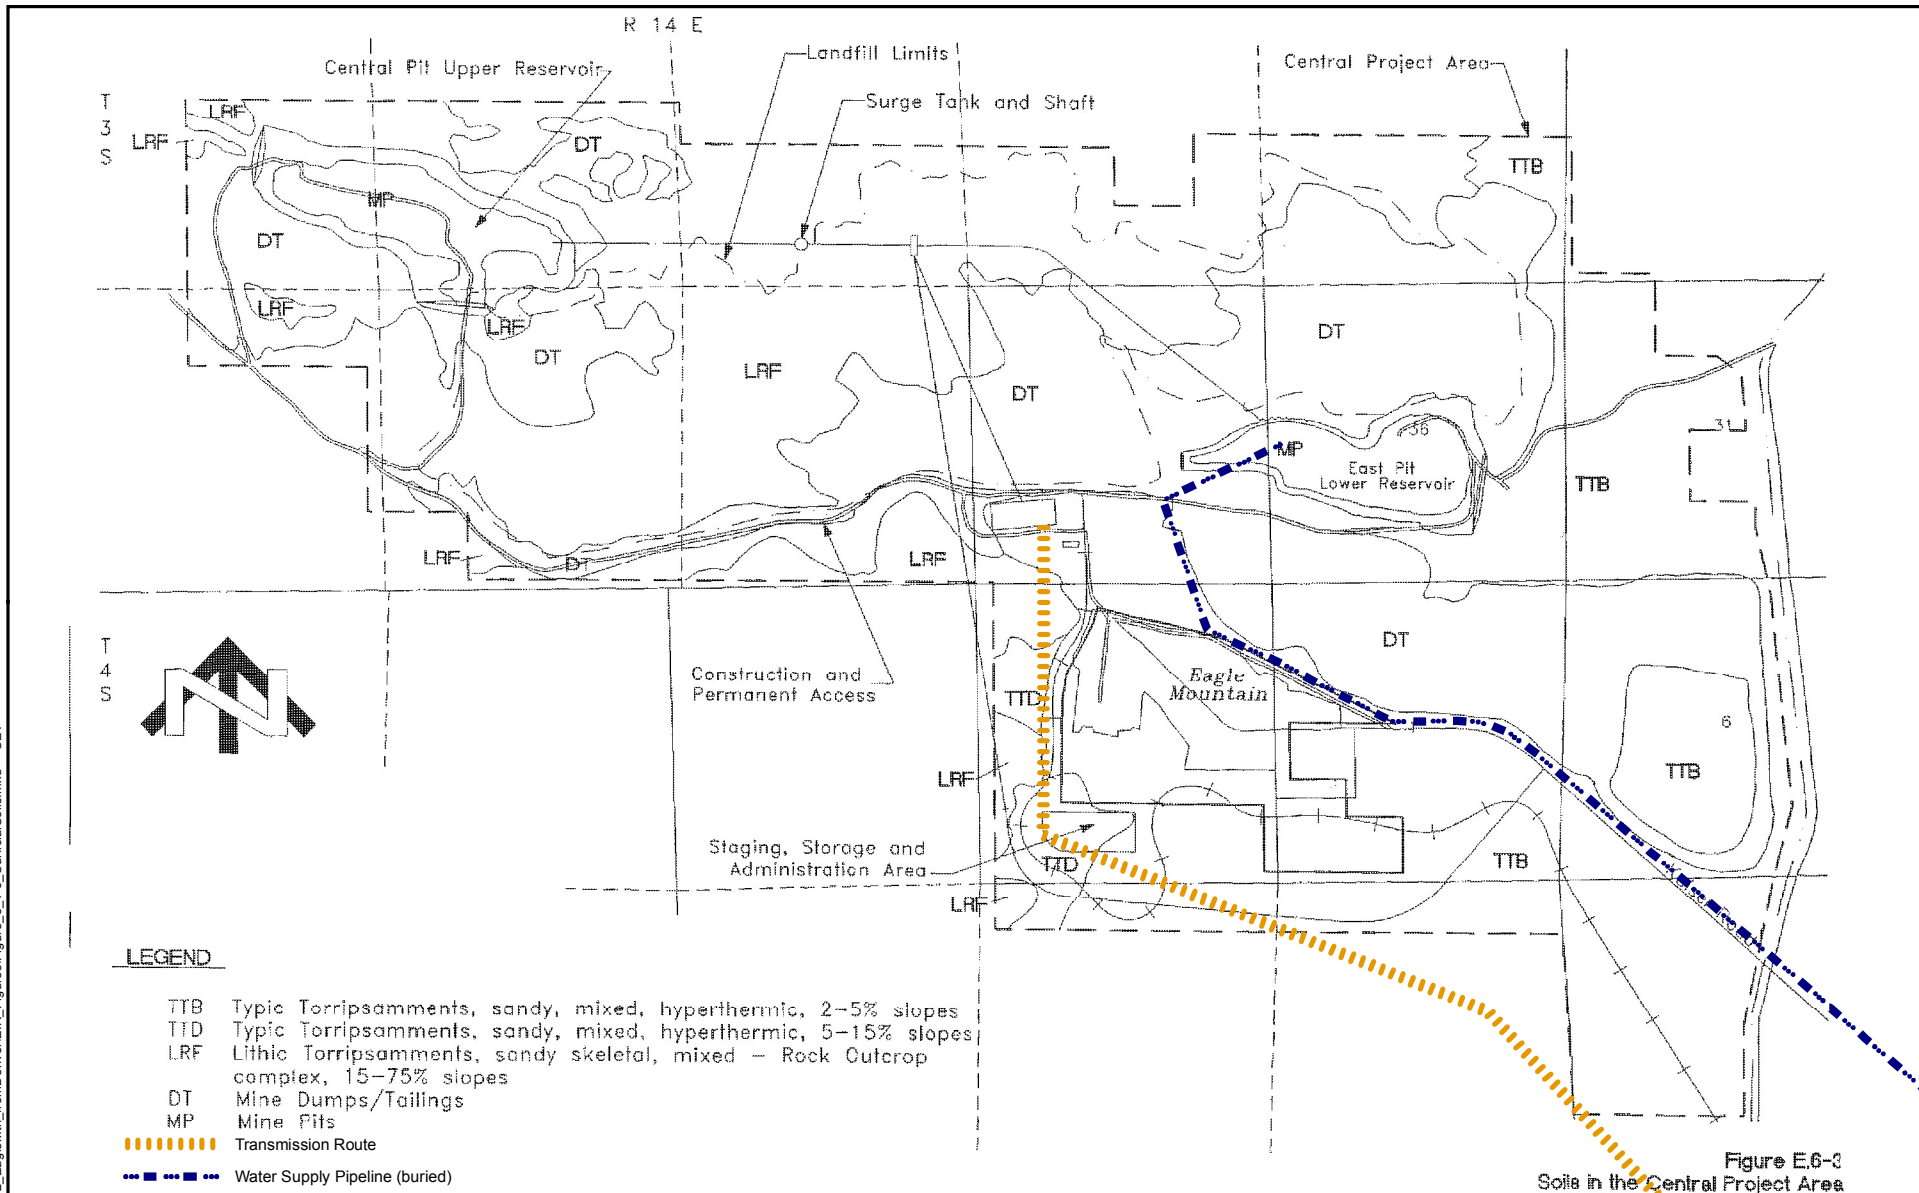 R 14 E
Landfill Limits
Central Pit Upper Reservoir
Central Project Area
Surge Tank and Shaft
T
3
S
LRF
LRF
DT
TTB
MP
DT
LRF
LRF
DT
DT
LRF
DT
36
31
MP
East Pit
Lower Reservoir
TTB
LRF
DT
LRF
T
4
S
DT
Construction and
Permanent Access
Eagle
Mountain
TTD
6
TTB
LRF
Staging, Storage and
Administration Area
TTD
TTB
LRF
LEGEND
TTB Typic Torripsamments, sandy, mixed, hyperthermic, 2-5% slopes
TTD Typic Torripsamments, sandy, mixed, hyperthermic, 5-15% slopes
LRF Lithic Torripsamments, sandy skeletal, mixed - Rock Outcrop
complex, 15-75% slopes
DT Mine Dumps/Tailings
MP Mine Pits
Transmission Route
Water Supply Pipeline (buried)
Figure E.6-3
Soils in the Central Project Area